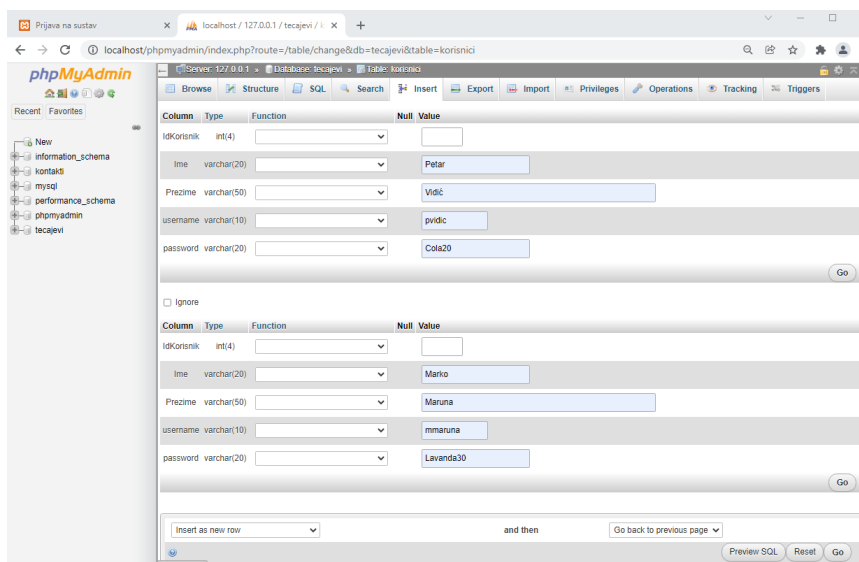 Prijava na sustav
localhost / 127.0.0.1 / tecajevi / k
localhost/phpmyadmin/index.php?route=/table/change&db=tecajevi&table=korisnici
phpMyAdmin
Recent Favorites
New
information_schema
kontakti
mysql
performance_schema
phpmyadmin
tecajevi
Server: 127.0.0.1 » Database: tecajevi » Table: korisnici
Browse Structure SQL Search Insert Export Import Privileges Operations Tracking Triggers
Column Type Function Null Value
IdKorisnik int(4)
Ime varchar(20) Petar
Prezime varchar(50) Vidić
username varchar(10) pvidic
password varchar(20) Cola20
Go
Ignore
Column Type Function Null Value
IdKorisnik int(4)
Ime varchar(20) Marko
Prezime varchar(50) Maruna
username varchar(10) mmaruna
password varchar(20) Lavanda30
Go
Insert as new row and then Go back to previous page
Preview SQL Reset Go